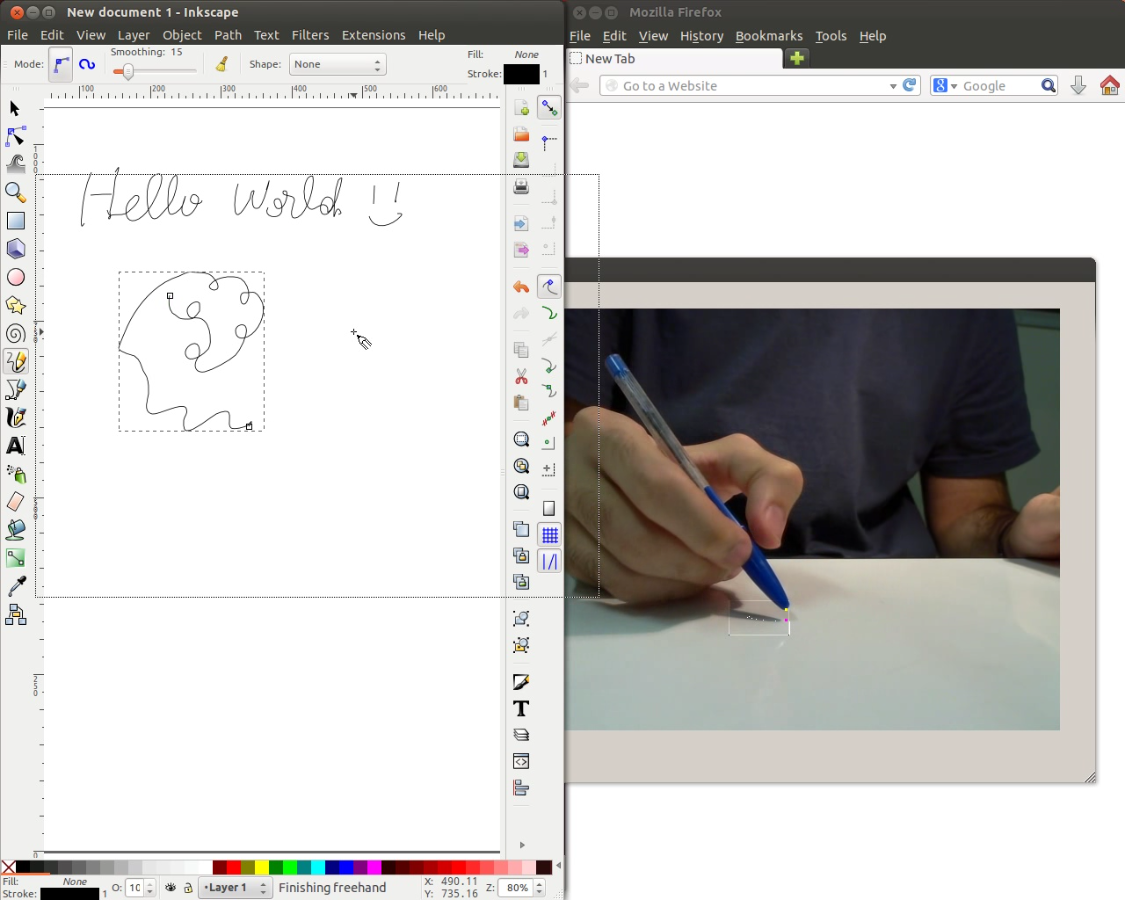 New document 1 - Inkscape
File Edit View Layer Object Path Text Filters Extensions Help
Mode: Smoothing: 15 Shape: None Fill: None
Stroke: 1
100 200 300 400 500 600
Hello World !!
Fill: None
Stroke: 1
O: 10
•Layer 1
Finishing freehand
X: 490.11
Y: 735.16
Z: 80%
Mozilla Firefox
File Edit View History Bookmarks Tools Help
New Tab
Go to a Website
Google